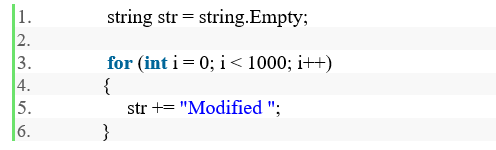 1. string str = string.Empty;
2.
3. for (int i = 0; i < 1000; i++)
4. {
5. str += "Modified ";
6. }